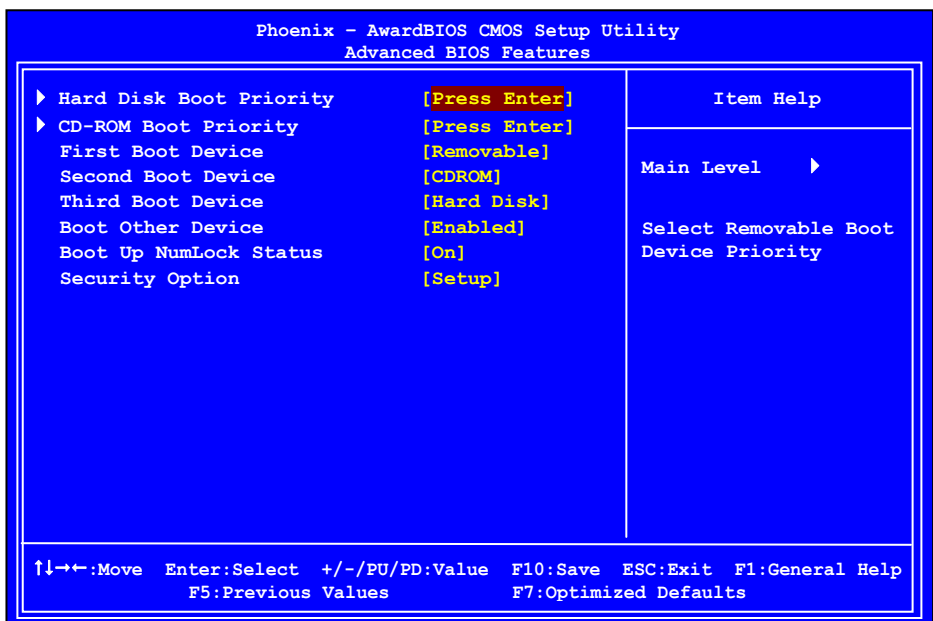 Phoenix – AwardBIOS CMOS Setup Utility
Advanced BIOS Features
Hard Disk Boot Priority [Press Enter]
CD-ROM Boot Priority [Press Enter]
First Boot Device [Removable]
Second Boot Device [CDROM]
Third Boot Device [Hard Disk]
Boot Other Device [Enabled]
Boot Up NumLock Status [On]
Security Option [Setup]
Item Help
Main Level
Select Removable Boot
Device Priority
↑↓→←:Move Enter:Select +/-/PU/PD:Value F10:Save ESC:Exit F1:General Help
F5:Previous Values F7:Optimized Defaults